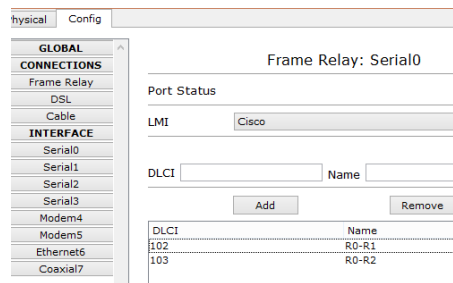 Physical Config
GLOBAL
CONNECTIONS
Frame Relay
DSL
Cable
INTERFACE
Serial0
Serial1
Serial2
Serial3
Modem4
Modem5
Ethernet6
Coaxial7
Frame Relay: Serial0
Port Status
LMI Cisco
DLCI Name
Add Remove
DLCI Name
102 R0-R1
103 R0-R2